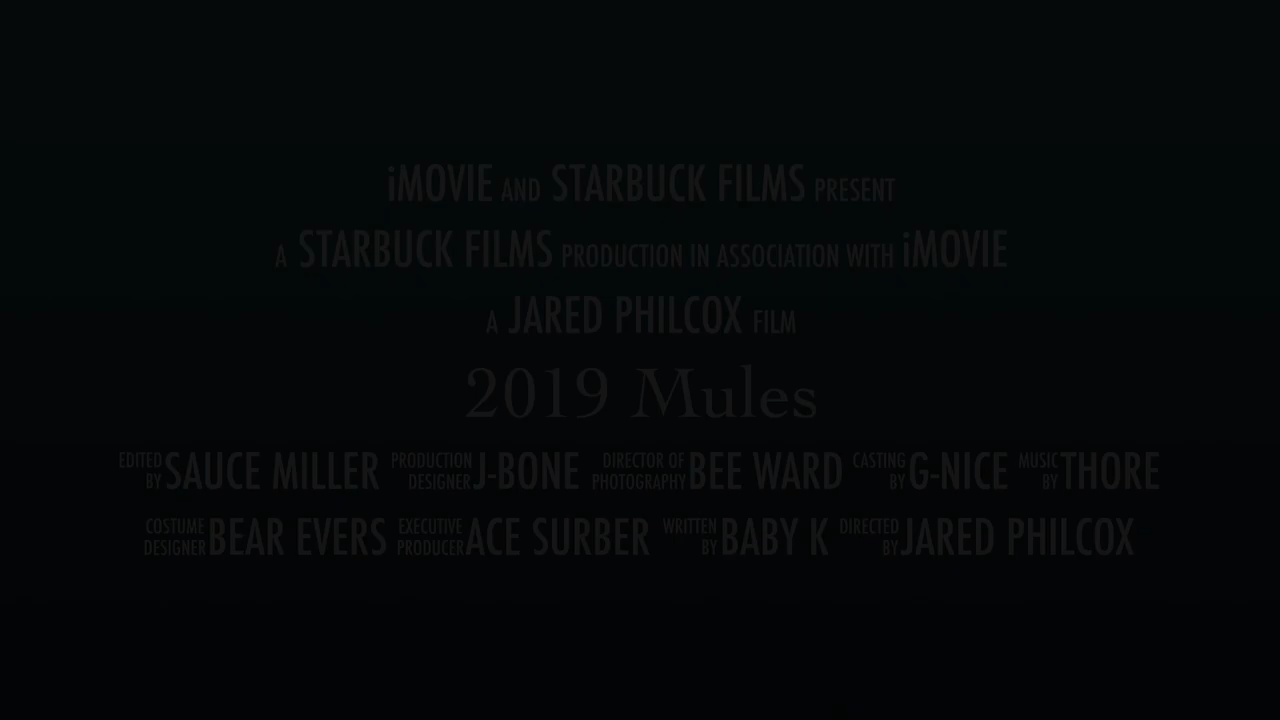 iMOVIE AND STARBUCK FILMS PRESENT
A STARBUCK FILMS PRODUCTION IN ASSOCIATION WITH iMOVIE
A JARED PHILCOX FILM
2019 Mules
EDITED BY SAUCE MILLER PRODUCTION DESIGNER J-BONE DIRECTOR OF PHOTOGRAPHY BEE WARD CASTING BY G-NICE MUSIC BY THORE
COSTUME DESIGNER BEAR EVERS EXECUTIVE PRODUCER ACE SURBER WRITTEN BY BABY K DIRECTED BY JARED PHILCOX